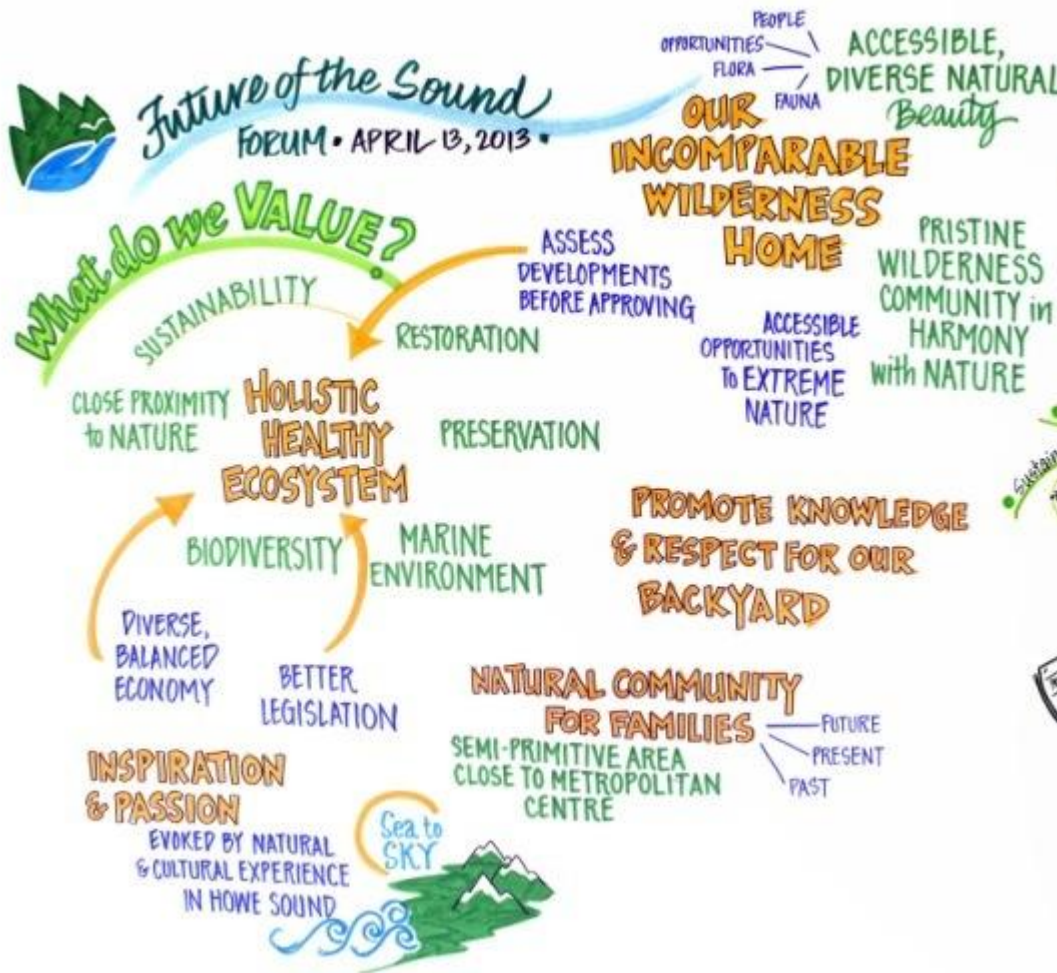 Future of the Sound
FORUM • APRIL 13, 2013 •
PEOPLE
OPPORTUNITIES
FLORA
FAUNA
ACCESSIBLE,
DIVERSE NATURAL
Beauty
OUR
INCOMPARABLE
WILDERNESS
HOME
What do we VALUE?
SUSTAINABILITY
ASSESS
DEVELOPMENTS
BEFORE APPROVING
RESTORATION
PRISTINE
WILDERNESS
COMMUNITY in
HARMONY
with NATURE
ACCESSIBLE
OPPORTUNITIES
to EXTREME
NATURE
CLOSE PROXIMITY
to NATURE
HOLISTIC
HEALTHY
ECOSYSTEM
PRESERVATION
BIODIVERSITY
MARINE
ENVIRONMENT
PROMOTE KNOWLEDGE
& RESPECT FOR OUR
BACKYARD
Sustain
DIVERSE,
BALANCED
ECONOMY
BETTER
LEGISLATION
NATURAL COMMUNITY
FOR FAMILIES
FUTURE
PRESENT
PAST
SEMI-PRIMITIVE AREA
CLOSE TO METROPOLITAN
CENTRE
INSPIRATION
& PASSION
EVOKED BY NATURAL
& CULTURAL EXPERIENCE
IN HOWE SOUND
Sea to
SKY